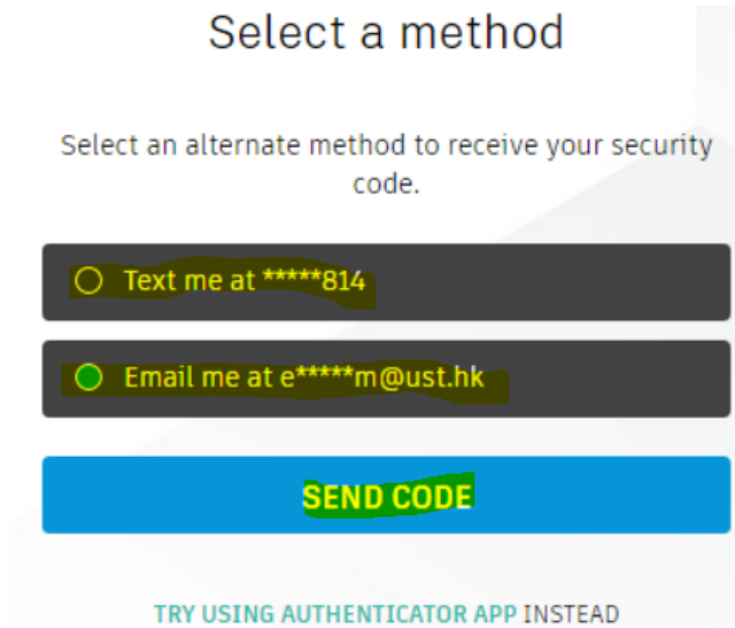 Select a method
Select an alternate method to receive your security
code.
Text me at *****814
Email me at e*****m@ust.hk
SEND CODE
TRY USING AUTHENTICATOR APP INSTEAD